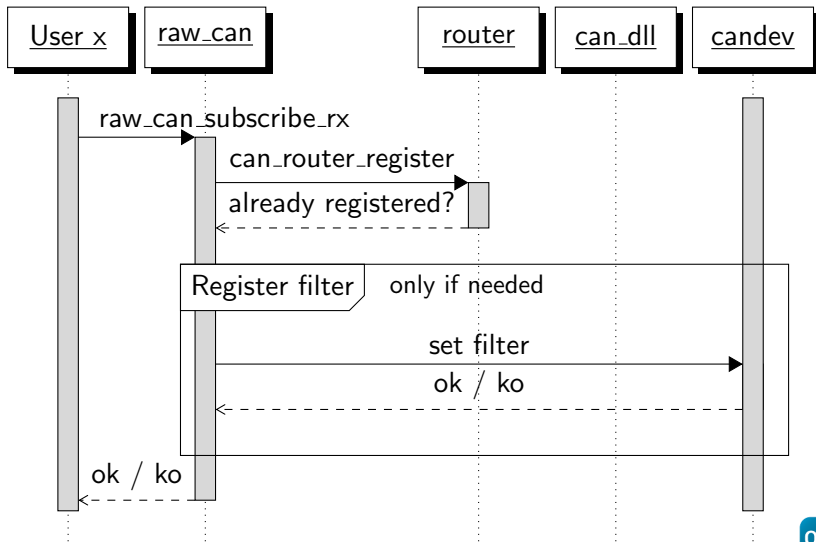 User x raw_can router can_dll candev
raw_can_subscribe_rx
can_router_register
already registered?
Register filter only if needed
set filter
ok / ko
ok / ko